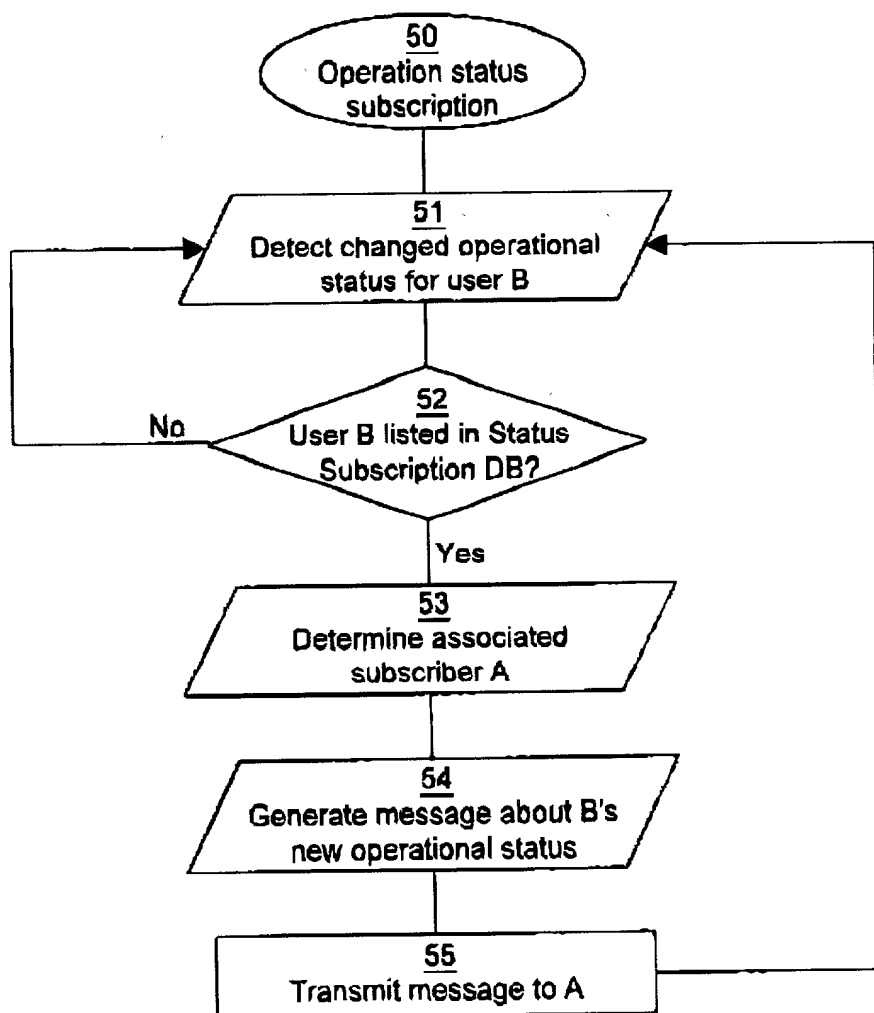 50
Operation status
subscription
51
Detect changed operational
status for user B
52
User B listed in Status
Subscription DB?
No
Yes
53
Determine associated
subscriber A
54
Generate message about B's
new operational status
55
Transmit message to A